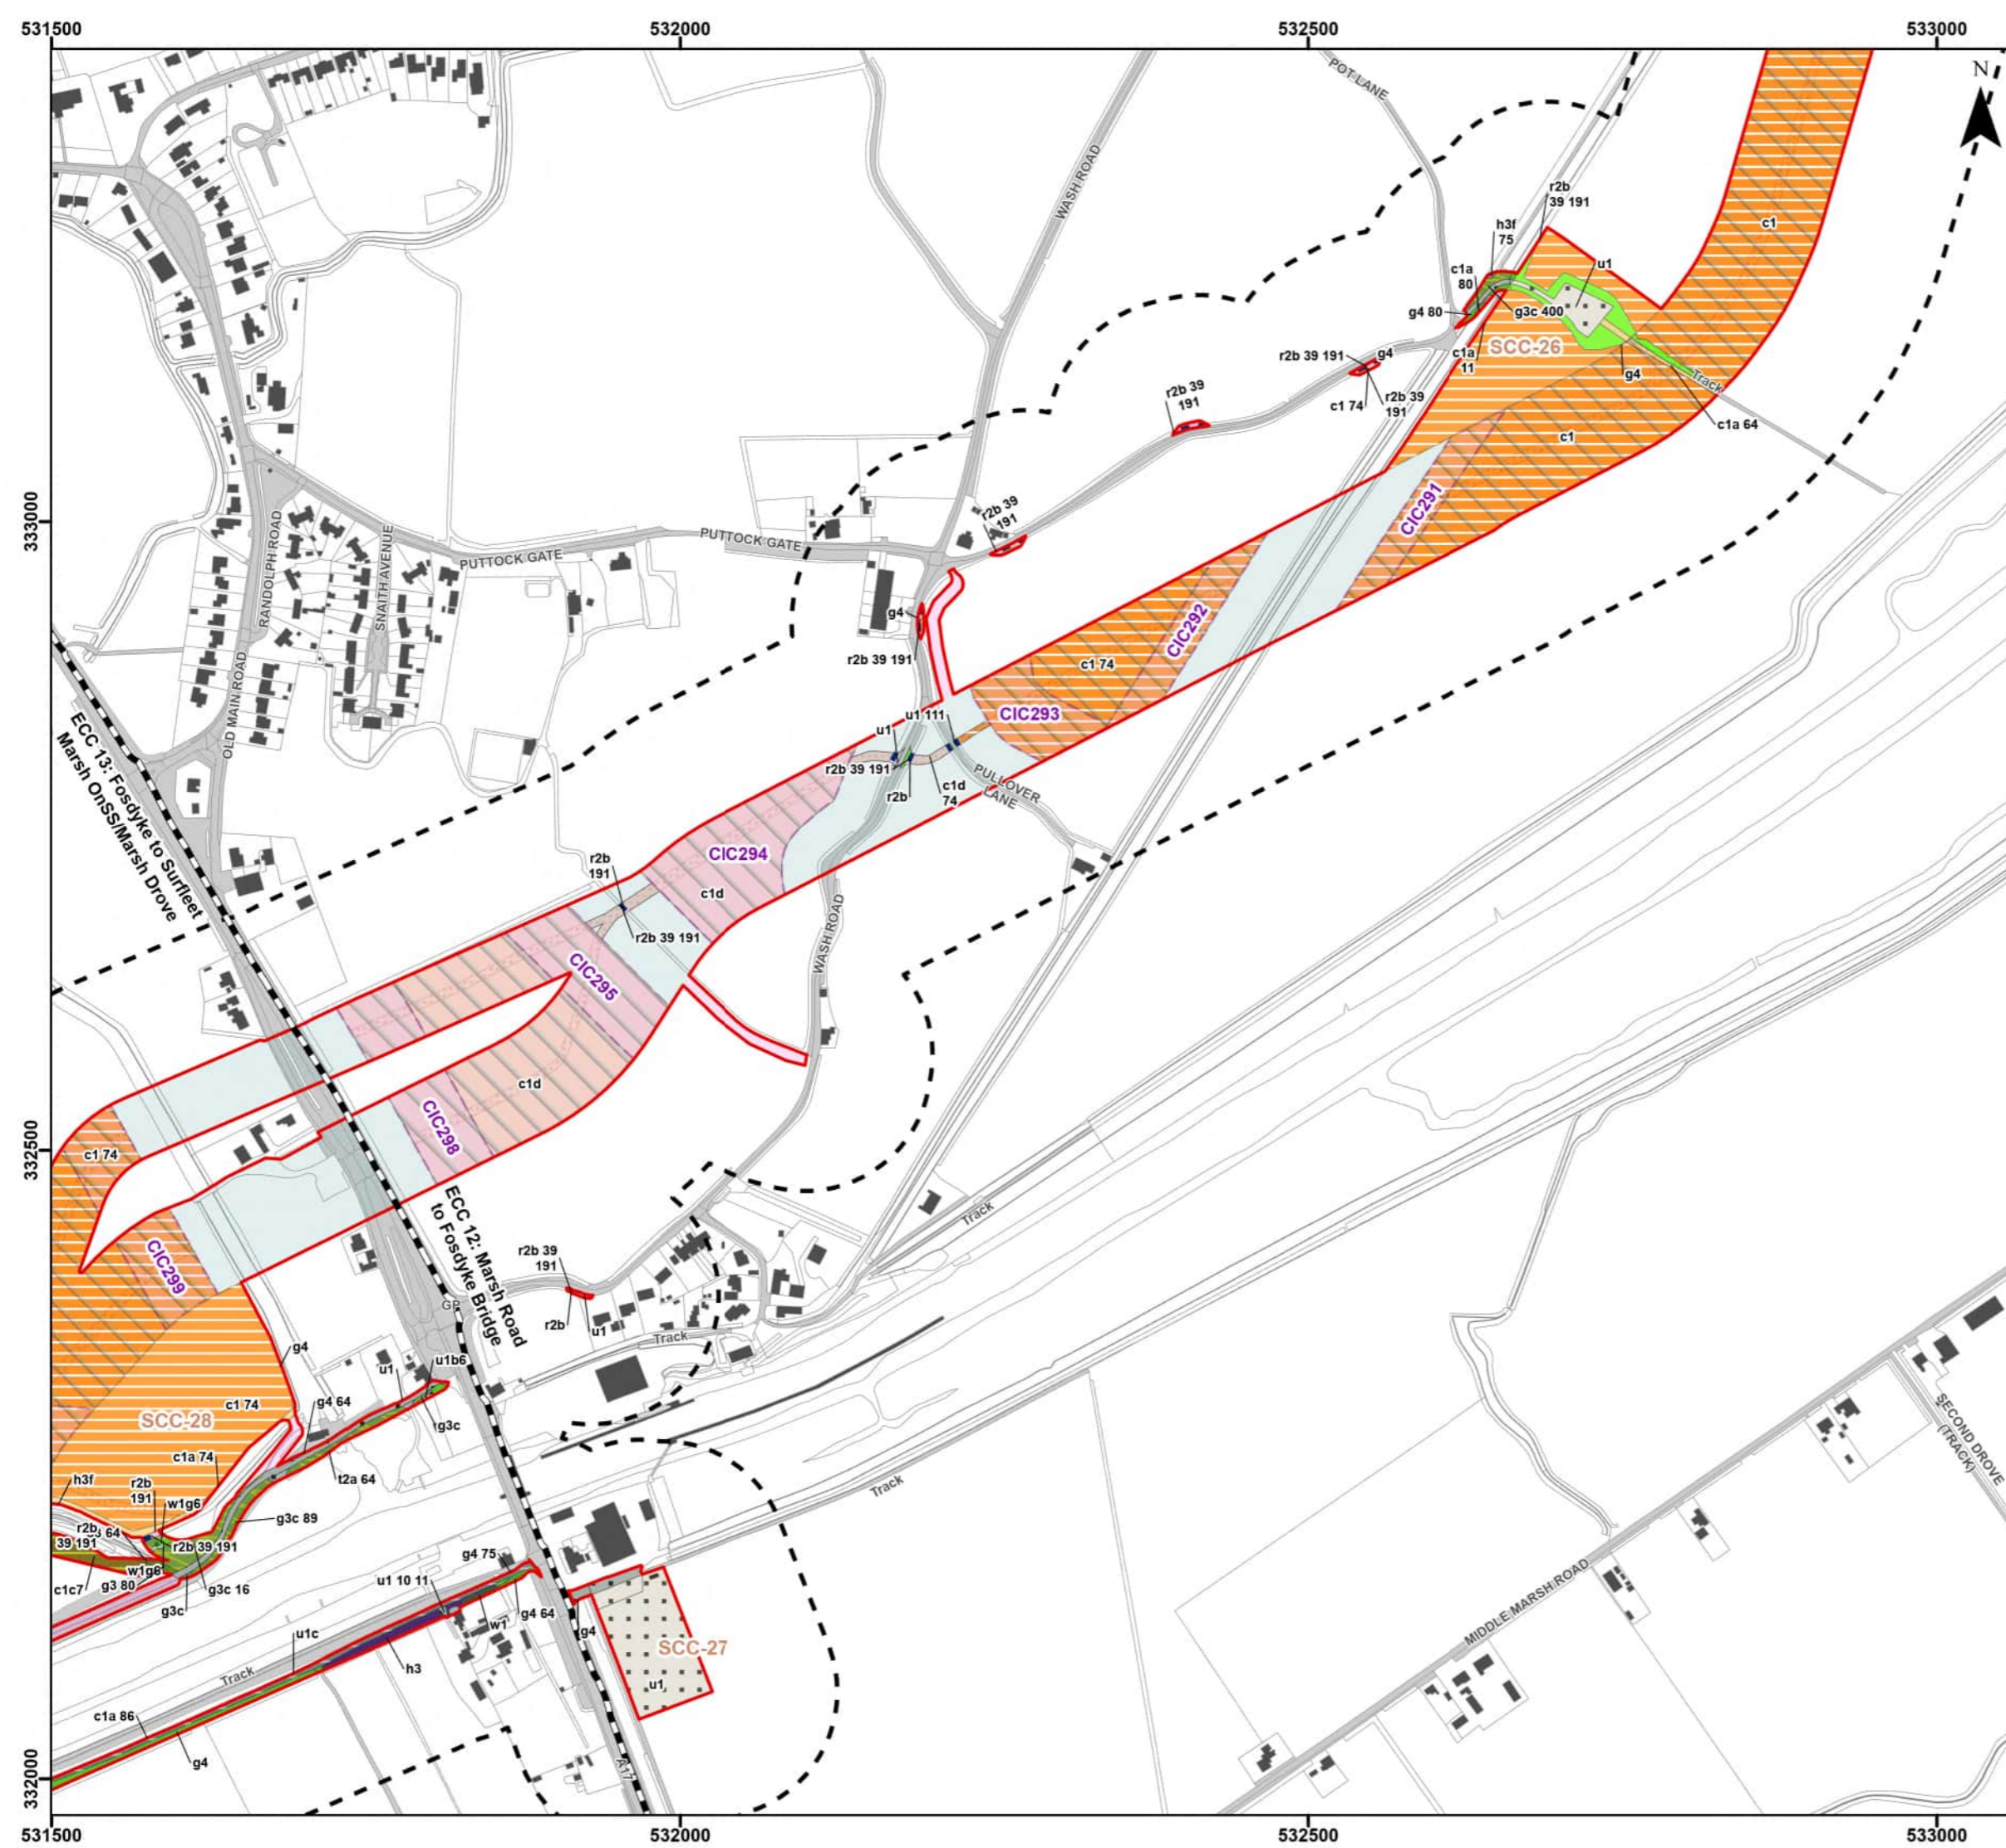 531500
532000
532500
533000
N
POT LANE
WASH ROAD
r2b
39 191
h3f
75
c1
u1
c1a
80
g4 80
g3c 400
SCC-26
r2b 39 191
g4
c1a
11
g4
Track
r2b 39
191
c1 74
r2b 39
191
c1a 64
c1
333000
RANDOLPH ROAD
SNAITH AVENUE
PUTTOCK GATE
PUTTOCK GATE
r2b 39
191
CIC291
g4
CIC292
r2b 39 191
c1 74
OLD MAIN ROAD
u1 111
CIC293
u1
r2b 39 191
PULLOVER
LANE
c1d
74
r2b
ECC 13: Fosdyke to Surfleet
Marsh OnSS/Marsh Drove
CIC294
r2b
191
c1d
r2b 39 191
WASH ROAD
CIC295
c1d
332500
c1 74
CIC298
ECC 12: Marsh Road
to Fosdyke Bridge
Track
CIC299
r2b 39
191
GP
r2b
u1
Track
g4
u1
u1b6
c1 74
g4 64
SCC-28
g3c
c1a 74
t2a 64
h3f
r2b
191
w1g6
g3c 89
Track
r2b
39 191
g3 64
r2b 39 191
w1g6
g3 80
c1c7
g3c 16
g3c
g4 75
u1 10 11
g4 64
w1
g4
SCC-27
u1
u1c
h3
Track
c1a 86
g4
A17
MIDDLE MARSH ROAD
SECOND DROVE
(TRACK)
332000
531500
532000
532500
533000